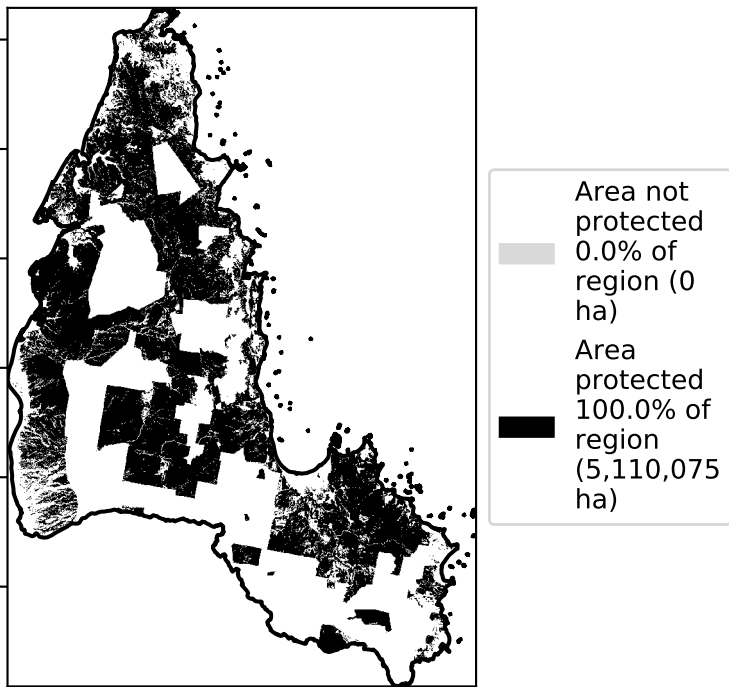 Area not
protected
0.0% of
region (0
ha)
Area
protected
100.0% of
region
(5,110,075
ha)